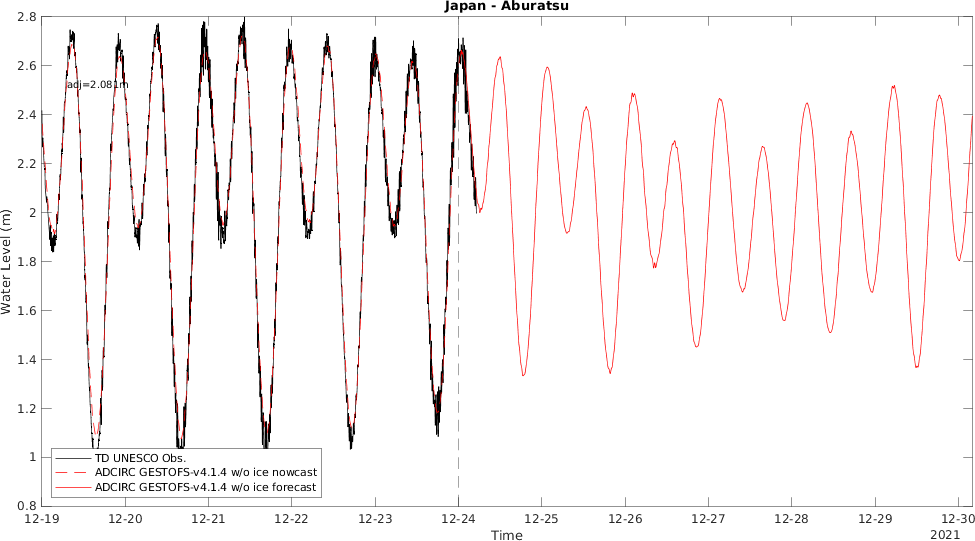 Japan - Aburatsu
2.8
2.6
adj=2.081m
2.4
2.2
2
1.8
Water Level (m)
1.6
1.4
1.2
1
0.8
TD UNESCO Obs.
ADCIRC GESTOFS-v4.1.4 w/o ice nowcast
ADCIRC GESTOFS-v4.1.4 w/o ice forecast
12-19 12-20 12-21 12-22 12-23 12-24 12-25 12-26 12-27 12-28 12-29 12-30
Time
2021